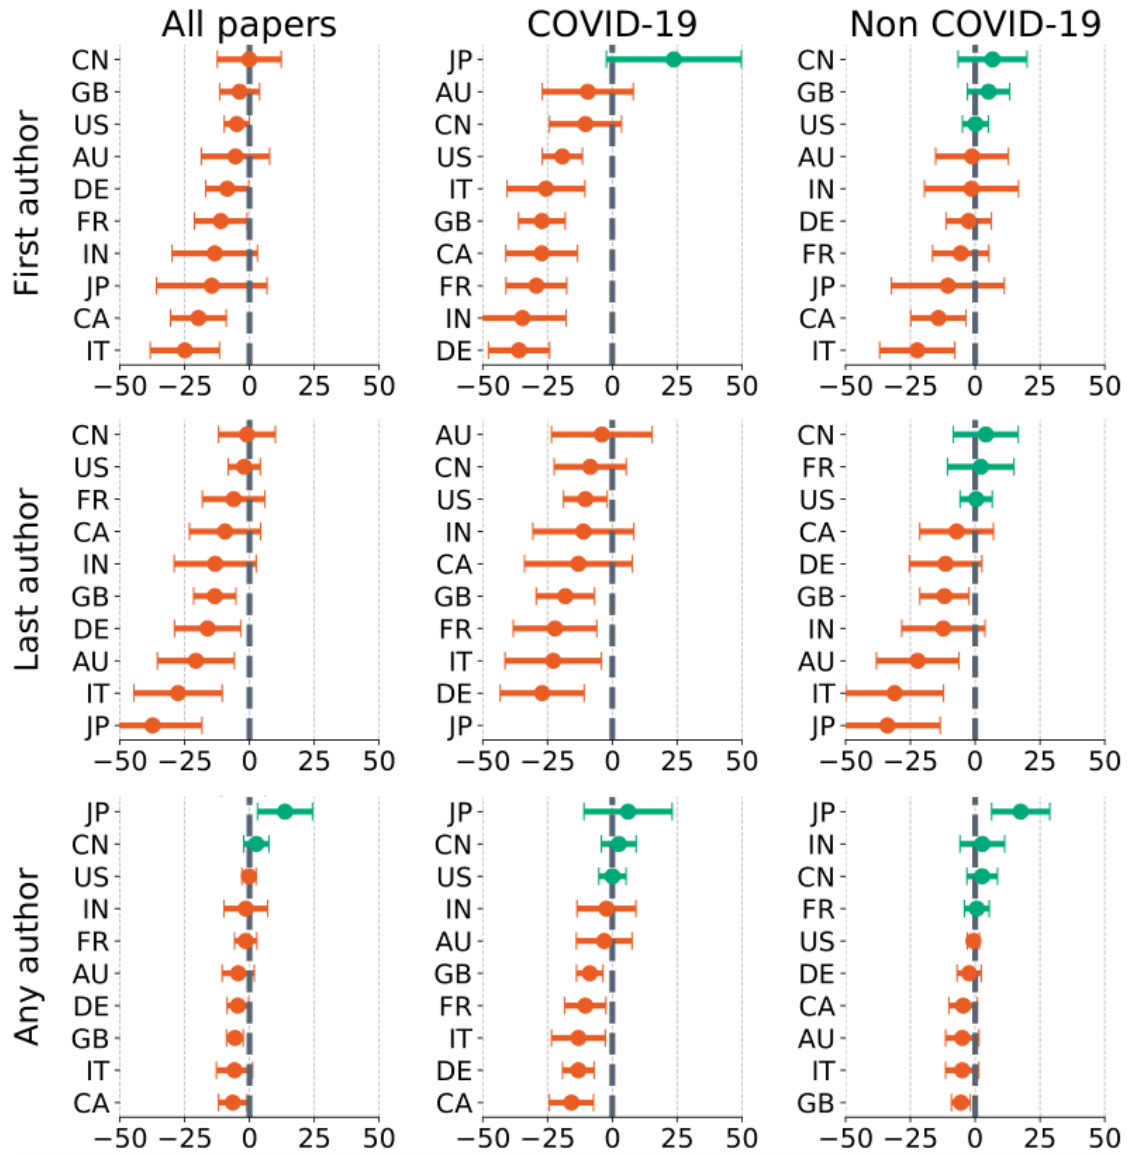 All papers COVID-19 Non COVID-19
First author
CN JP CN
GB AU GB
US CN US
AU US AU
DE IT IN
FR GB DE
IN CA FR
JP FR JP
CA IN CA
IT DE IT
−50 −25 0 25 50 −50 −25 0 25 50 −50 −25 0 25 50
Last author
CN AU CN
US CN FR
FR US US
CA IN CA
IN CA DE
GB GB GB
DE FR IN
AU IT AU
IT DE IT
JP JP JP
−50 −25 0 25 50 −50 −25 0 25 50 −50 −25 0 25 50
Any author
JP JP JP
CN CN IN
US US CN
IN IN FR
FR AU US
AU GB DE
DE FR CA
GB IT AU
IT DE IT
CA CA GB
−50 −25 0 25 50 −50 −25 0 25 50 −50 −25 0 25 50